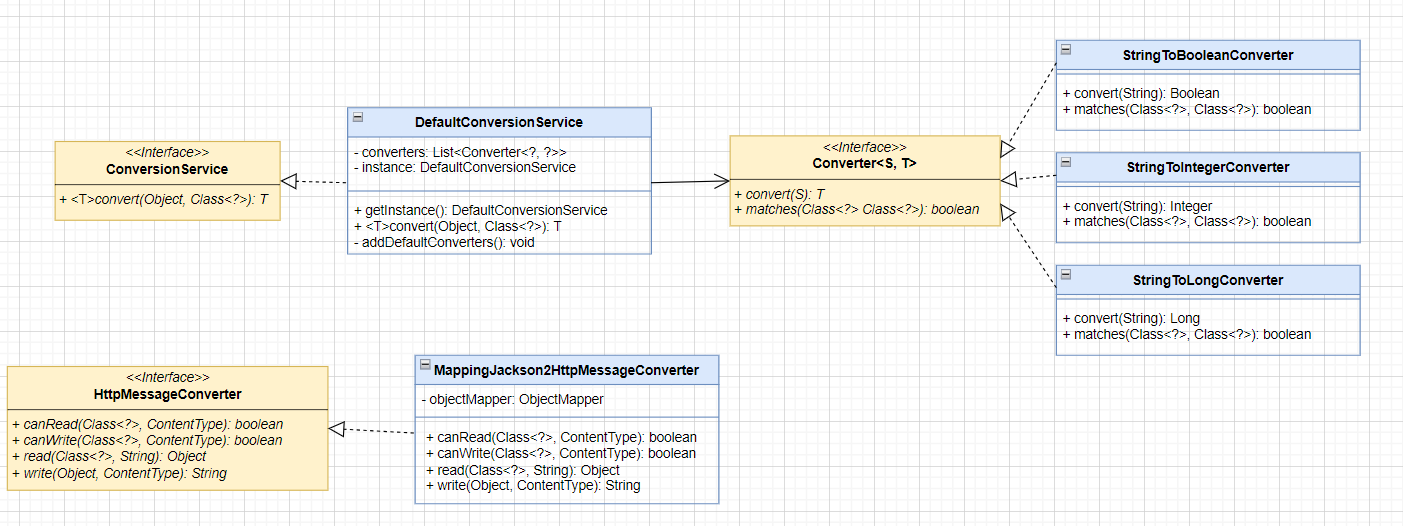 <<Interface>>
ConversionService
+ <T>convert(Object, Class<?>): T
DefaultConversionService
- converters: List<Converter<?, ?>>
- instance: DefaultConversionService
+ getInstance(): DefaultConversionService
+ <T>convert(Object, Class<?>): T
- addDefaultConverters(): void
<<Interface>>
Converter<S, T>
+ convert(S): T
+ matches(Class<?> Class<?>): boolean
StringToBooleanConverter
+ convert(String): Boolean
+ matches(Class<?>, Class<?>): boolean
StringToIntegerConverter
+ convert(String): Integer
+ matches(Class<?>, Class<?>): boolean
StringToLongConverter
+ convert(String): Long
+ matches(Class<?>, Class<?>): boolean
<<Interface>>
HttpMessageConverter
+ canRead(Class<?>, ContentType): boolean
+ canWrite(Class<?>, ContentType): boolean
+ read(Class<?>, String): Object
+ write(Object, ContentType): String
MappingJackson2HttpMessageConverter
- objectMapper: ObjectMapper
+ canRead(Class<?>, ContentType): boolean
+ canWrite(Class<?>, ContentType): boolean
+ read(Class<?>, String): Object
+ write(Object, ContentType): String